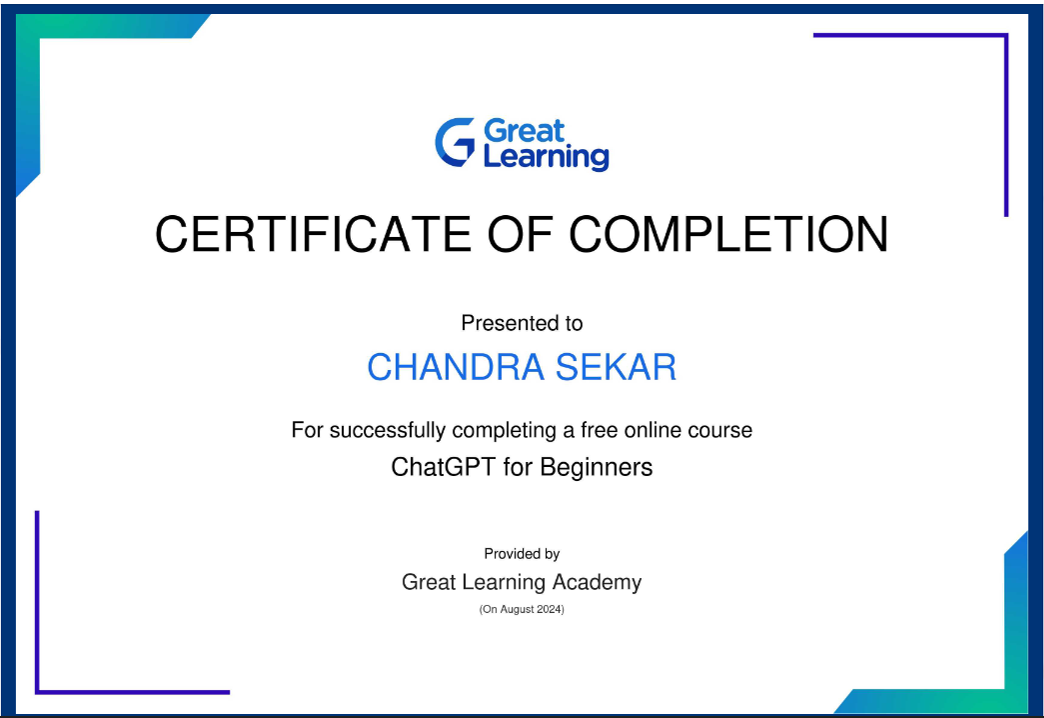 Great
Learning
CERTIFICATE OF COMPLETION
Presented to
CHANDRA SEKAR
For successfully completing a free online course
ChatGPT for Beginners
Provided by
Great Learning Academy
(On August 2024)